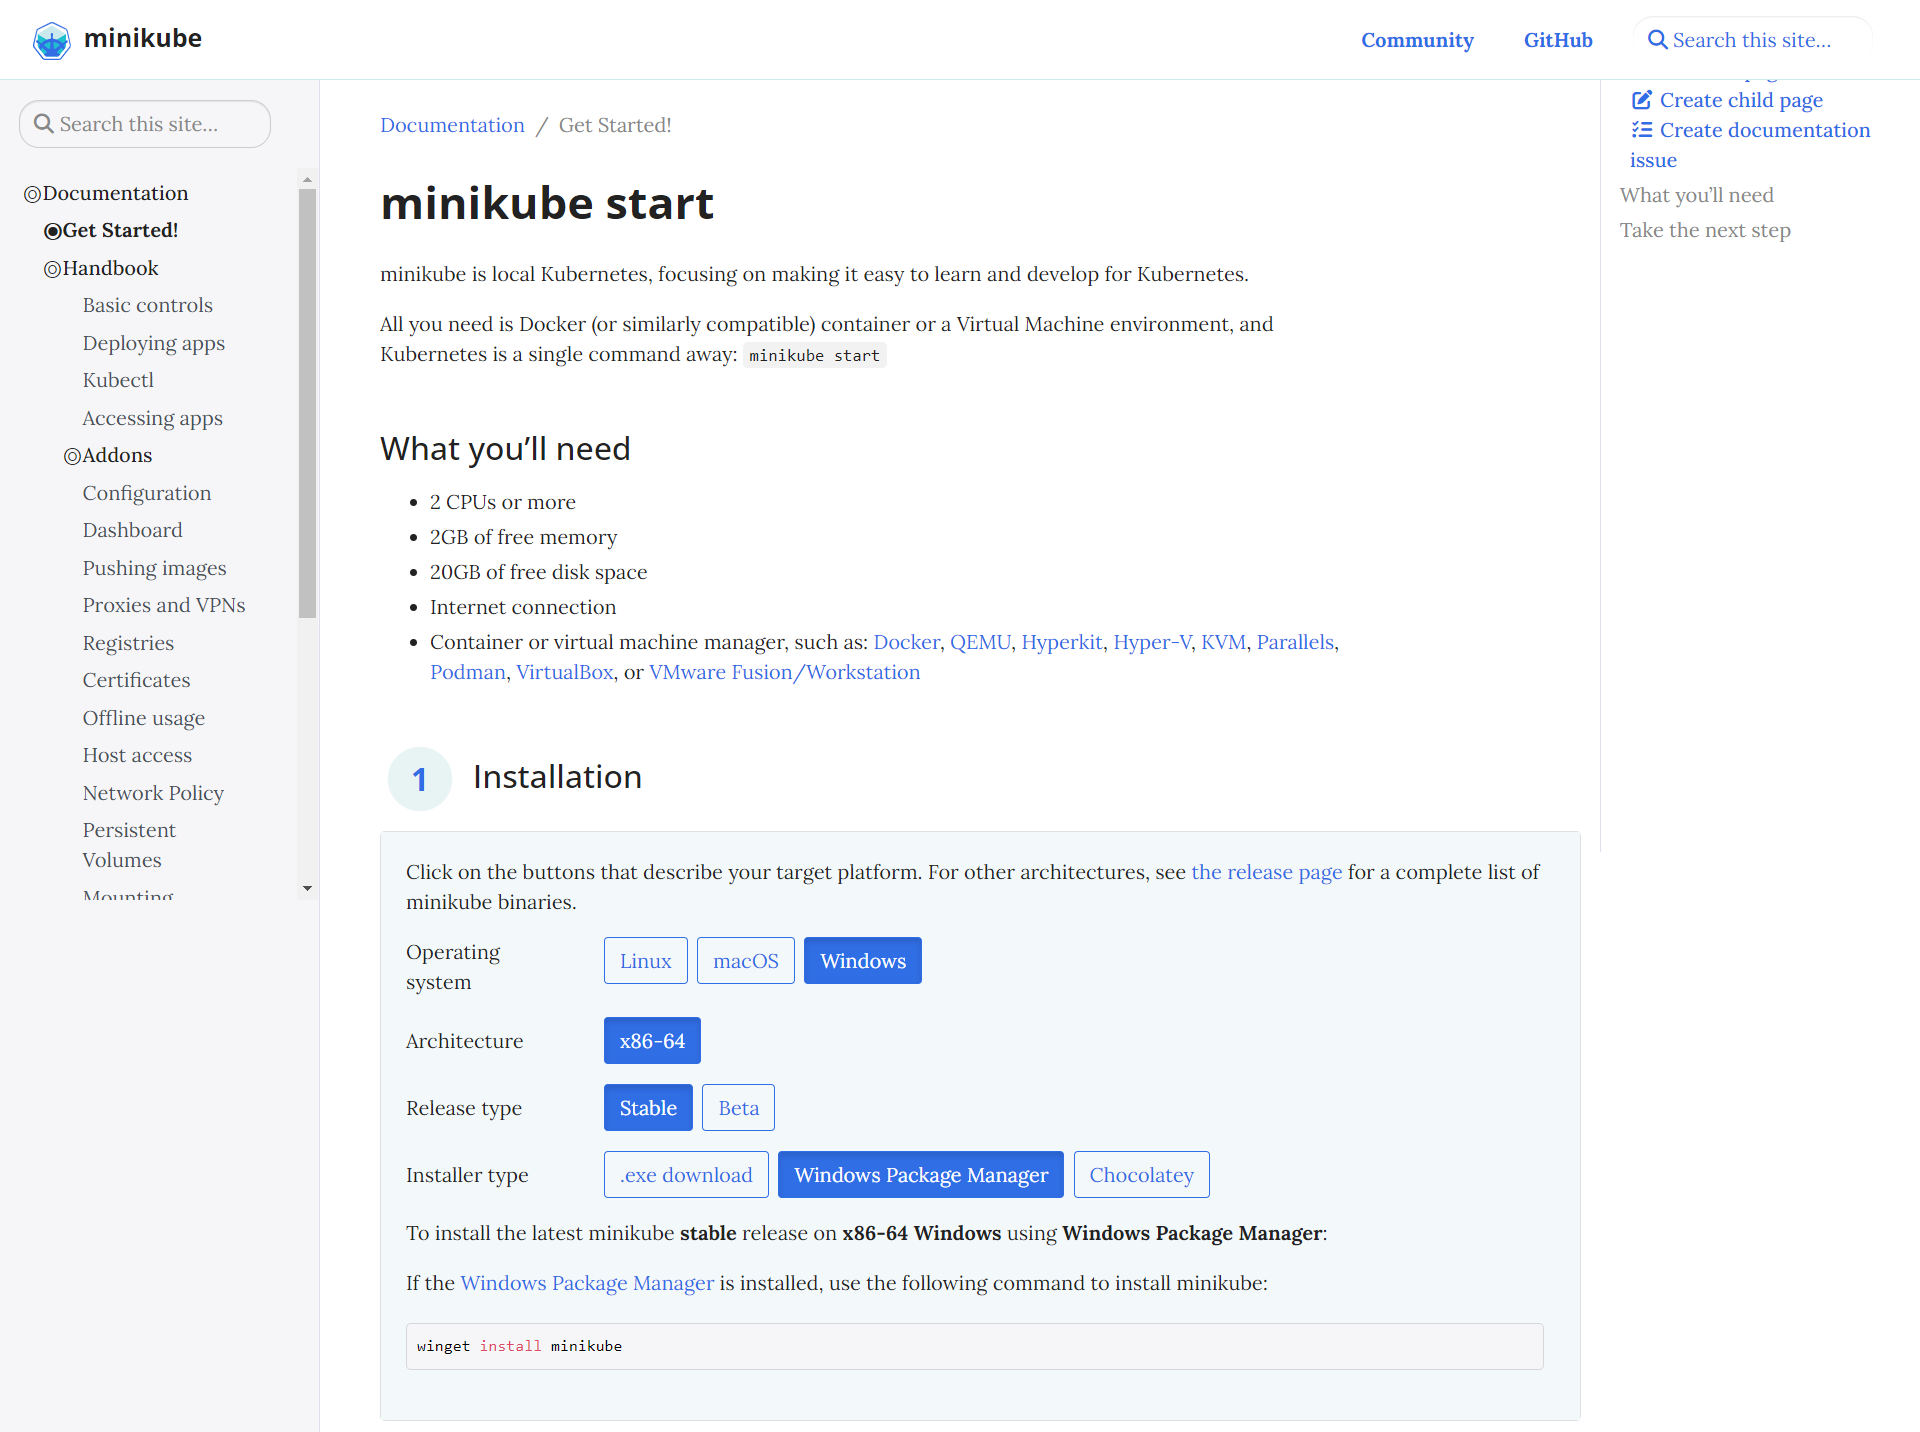 minikube
Community
GitHub
Search this site…
Search this site…
Documentation
Get Started!
Handbook
Basic controls
Deploying apps
Kubectl
Accessing apps
Addons
Configuration
Dashboard
Pushing images
Proxies and VPNs
Registries
Certificates
Offline usage
Host access
Network Policy
Persistent
Volumes
Mounting
Documentation / Get Started!
minikube start
minikube is local Kubernetes, focusing on making it easy to learn and develop for Kubernetes.
All you need is Docker (or similarly compatible) container or a Virtual Machine environment, and
Kubernetes is a single command away: minikube start
What you’ll need
2 CPUs or more
2GB of free memory
20GB of free disk space
Internet connection
Container or virtual machine manager, such as: Docker, QEMU, Hyperkit, Hyper-V, KVM, Parallels,
Podman, VirtualBox, or VMware Fusion/Workstation
1 Installation
Click on the buttons that describe your target platform. For other architectures, see the release page for a complete list of
minikube binaries.
Operating
system
Linux
macOS
Windows
Architecture
x86-64
Release type
Stable
Beta
Installer type
.exe download
Windows Package Manager
Chocolatey
To install the latest minikube stable release on x86-64 Windows using Windows Package Manager:
If the Windows Package Manager is installed, use the following command to install minikube:
winget install minikube
Create child page
Create documentation
issue
What you’ll need
Take the next step